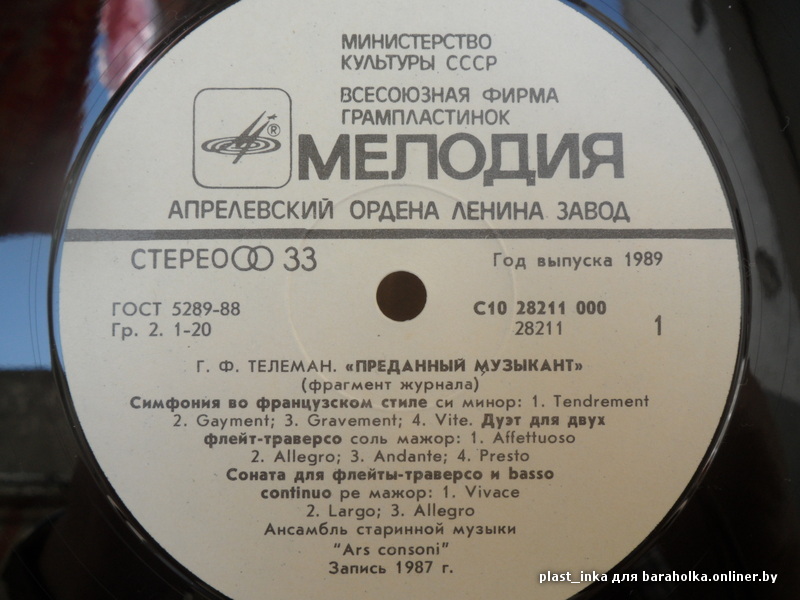 МИНИСТЕРСТВО
КУЛЬТУРЫ СССР
ВСЕСОЮЗНАЯ ФИРМА
ГРАМПЛАСТИНОК
®
МЕЛОДИЯ
АПРЕЛЕВСКИЙ ОРДЕНА ЛЕНИНА ЗАВОД
СТЕРЕО 33
Год выпуска 1989
ГОСТ 5289-88
Гр. 2. 1-20
С10 28211 000
28211
1
Г. Ф. ТЕЛЕМАН. «ПРЕДАННЫЙ МУЗЫКАНТ»
(фрагмент журнала)
Симфония во французском стиле си минор: 1. Tendrement
2. Gayment; 3. Gravement; 4. Vite. Дуэт для двух
флейт-траверсо соль мажор: 1. Affettuoso
2. Allegro; 3. Andante; 4. Presto
Соната для флейты-траверсо и basso
continuo ре мажор: 1. Vivace
2. Largo; 3. Allegro
Ансамбль старинной музыки
"Ars consoni"
Запись 1987 г.
plast_inka для baraholka.onliner.by